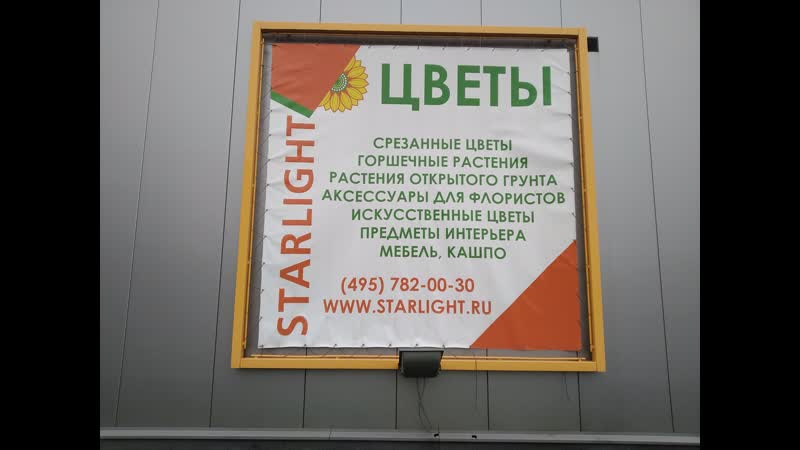 STARLIGHT
ЦВЕТЫ
СРЕЗАННЫЕ ЦВЕТЫ
ГОРШЕЧНЫЕ РАСТЕНИЯ
РАСТЕНИЯ ОТКРЫТОГО ГРУНТА
АКСЕССУАРЫ ДЛЯ ФЛОРИСТОВ
ИСКУССТВЕННЫЕ ЦВЕТЫ
ПРЕДМЕТЫ ИНТЕРЬЕРА
МЕБЕЛЬ, КАШПО
(495) 782-00-30
WWW.STARLIGHT.RU